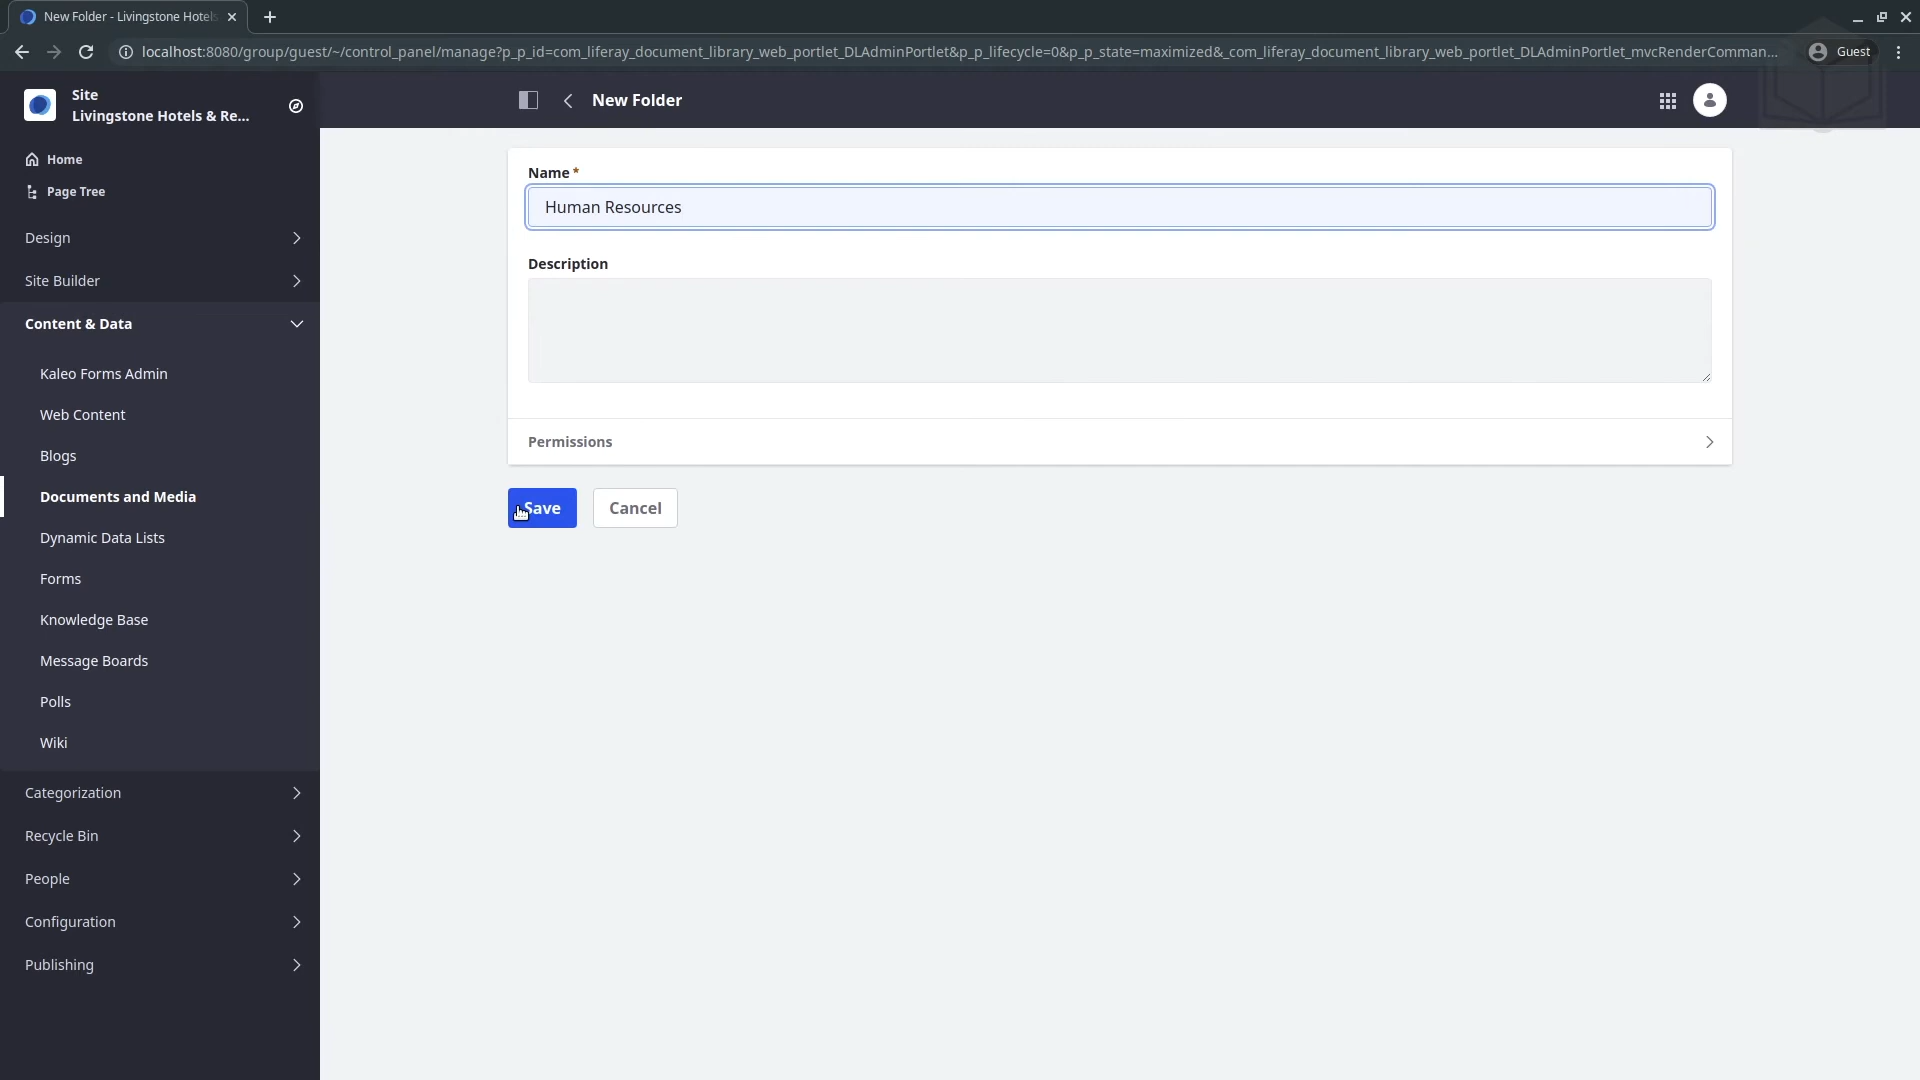 New Folder - Livingstone Hotels
localhost:8080/group/guest/~/control_panel/manage?p_p_id=com_liferay_document_library_web_portlet_DLAdminPortlet&p_p_lifecycle=0&p_p_state=maximized&_com_liferay_document_library_web_portlet_DLAdminPortlet_mvcRenderComman...
Guest
Site
Livingstone Hotels & Re...
New Folder
Home
Page Tree
Design
Site Builder
Content & Data
Kaleo Forms Admin
Web Content
Blogs
Documents and Media
Dynamic Data Lists
Forms
Knowledge Base
Message Boards
Polls
Wiki
Categorization
Recycle Bin
People
Configuration
Publishing
Name *
Human Resources
Description
Permissions
Save
Cancel